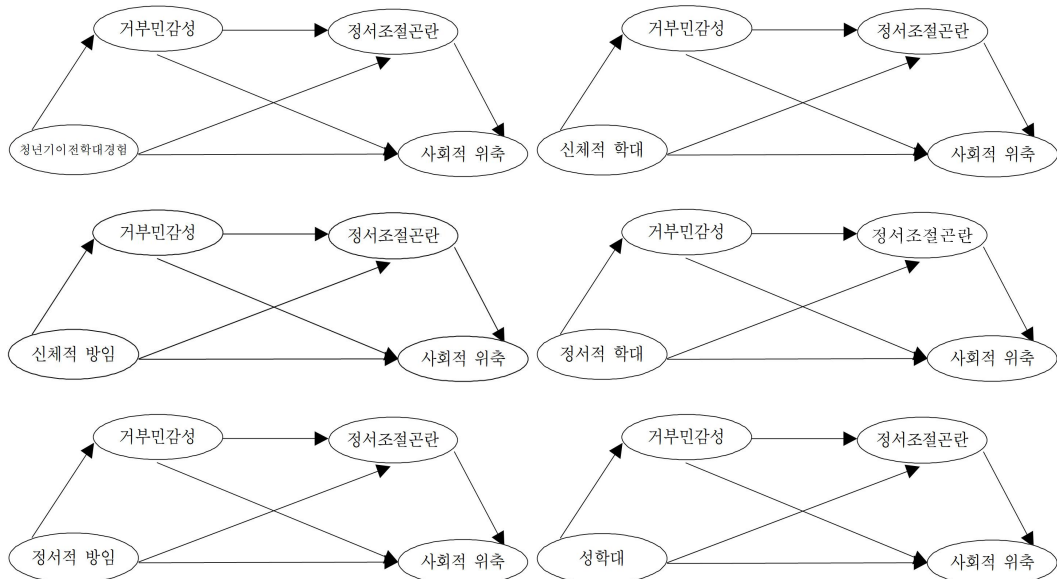 거부민감성
정서조절곤란
청년기이전학대경험
사회적 위축
거부민감성
정서조절곤란
신체적 학대
사회적 위축
거부민감성
정서조절곤란
신체적 방임
사회적 위축
거부민감성
정서조절곤란
정서적 학대
사회적 위축
거부민감성
정서조절곤란
정서적 방임
사회적 위축
거부민감성
정서조절곤란
성학대
사회적 위축